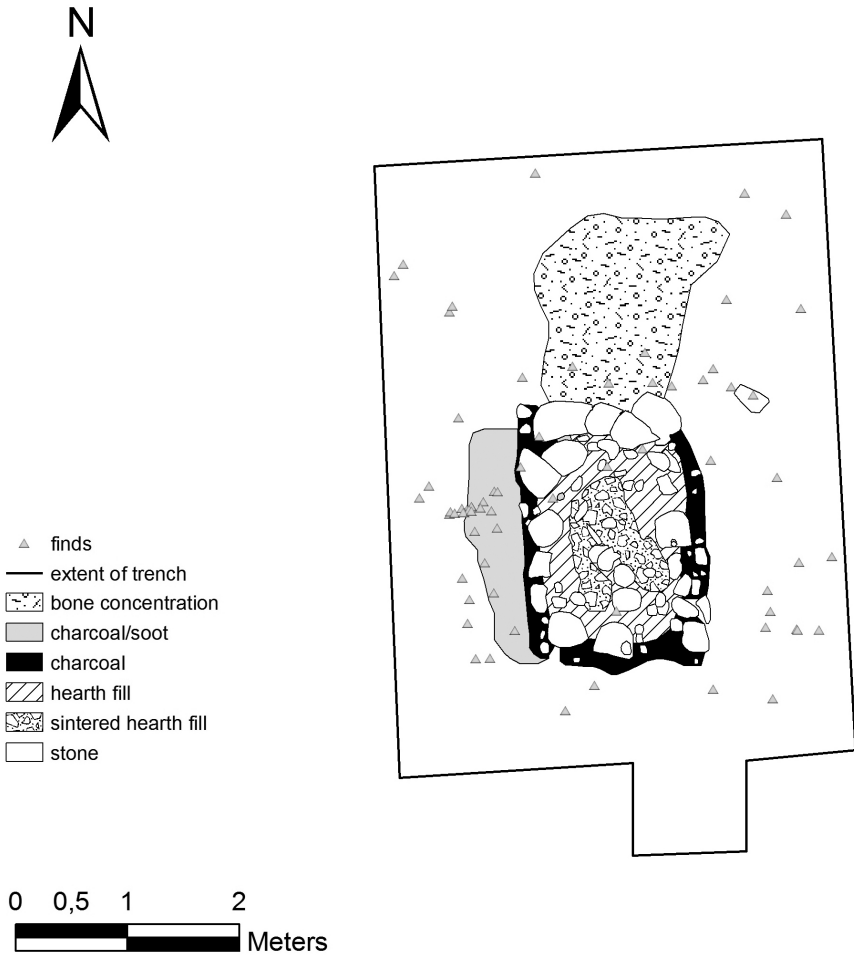 N
finds
extent of trench
bone concentration
charcoal/soot
charcoal
hearth fill
sintered hearth fill
stone
0 0,5 1 2
Meters